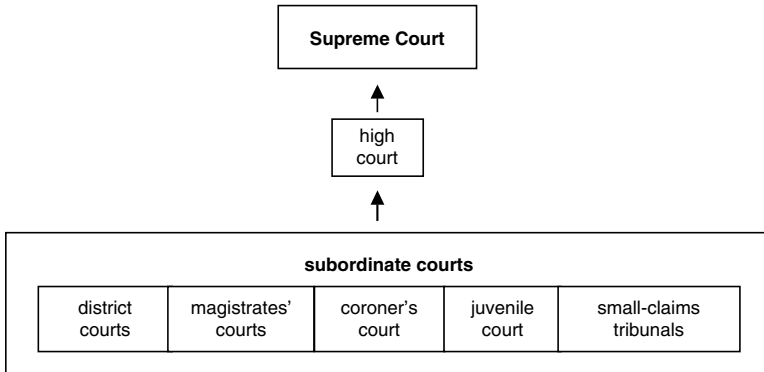 Supreme Court
high
court
subordinate courts
district
courts
magistrates'
courts
coroner's
court
juvenile
court
small-claims
tribunals